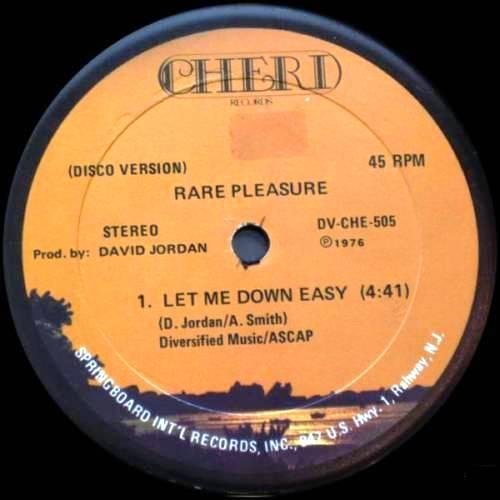 CHERI
RECORDS
(DISCO VERSION)
45 RPM
RARE PLEASURE
STEREO
DV-CHE-505
Prod. by: DAVID JORDAN
Ⓟ1976
1. LET ME DOWN EASY (4:41)
(D. Jordan/A. Smith)
Diversified Music/ASCAP
SPRINGBOARD INT'L RECORDS, INC., 947 U.S. Hwy. 1, Rahway, N.J.